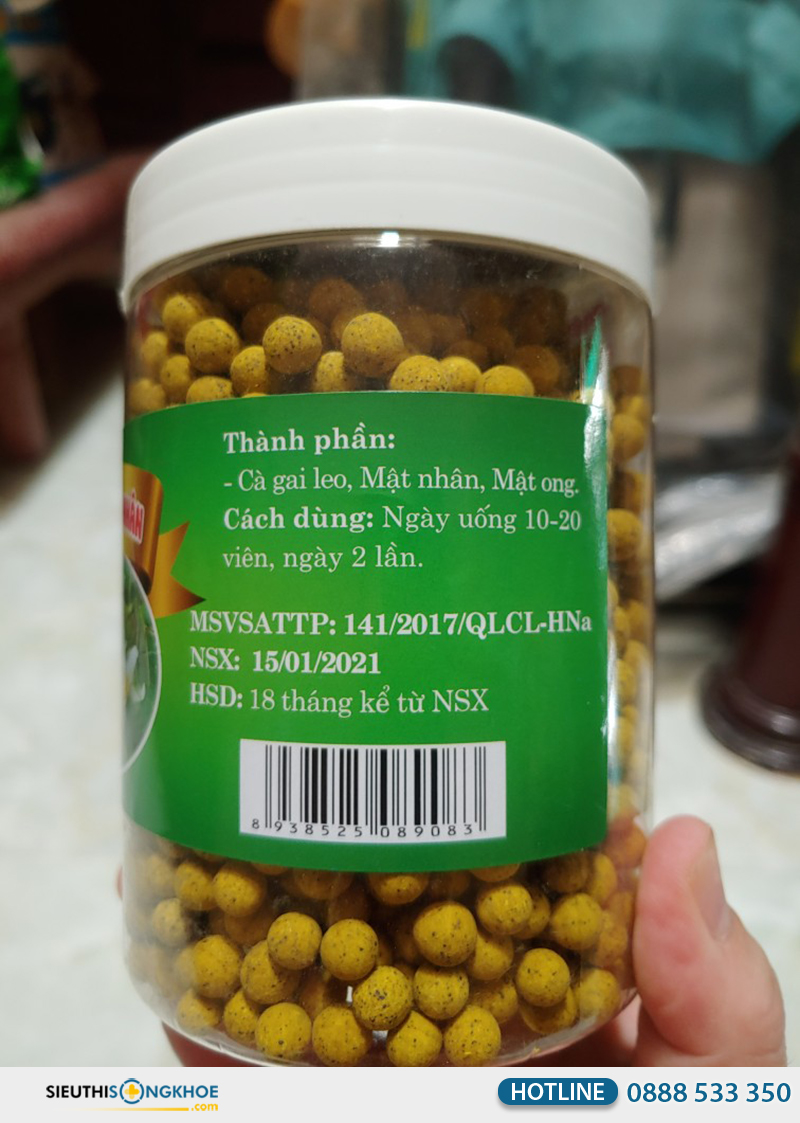 Thành phần:
- Cà gai leo, Mật nhân, Mật ong.
Cách dùng: Ngày uống 10-20
viên, ngày 2 lần.
MSVSATTP: 141/2017/QLCL-HNa
NSX: 15/01/2021
HSD: 18 tháng kể từ NSX
8 938525 089083
SIEUTHISONGKHOE
.com
HOTLINE 0888 533 350